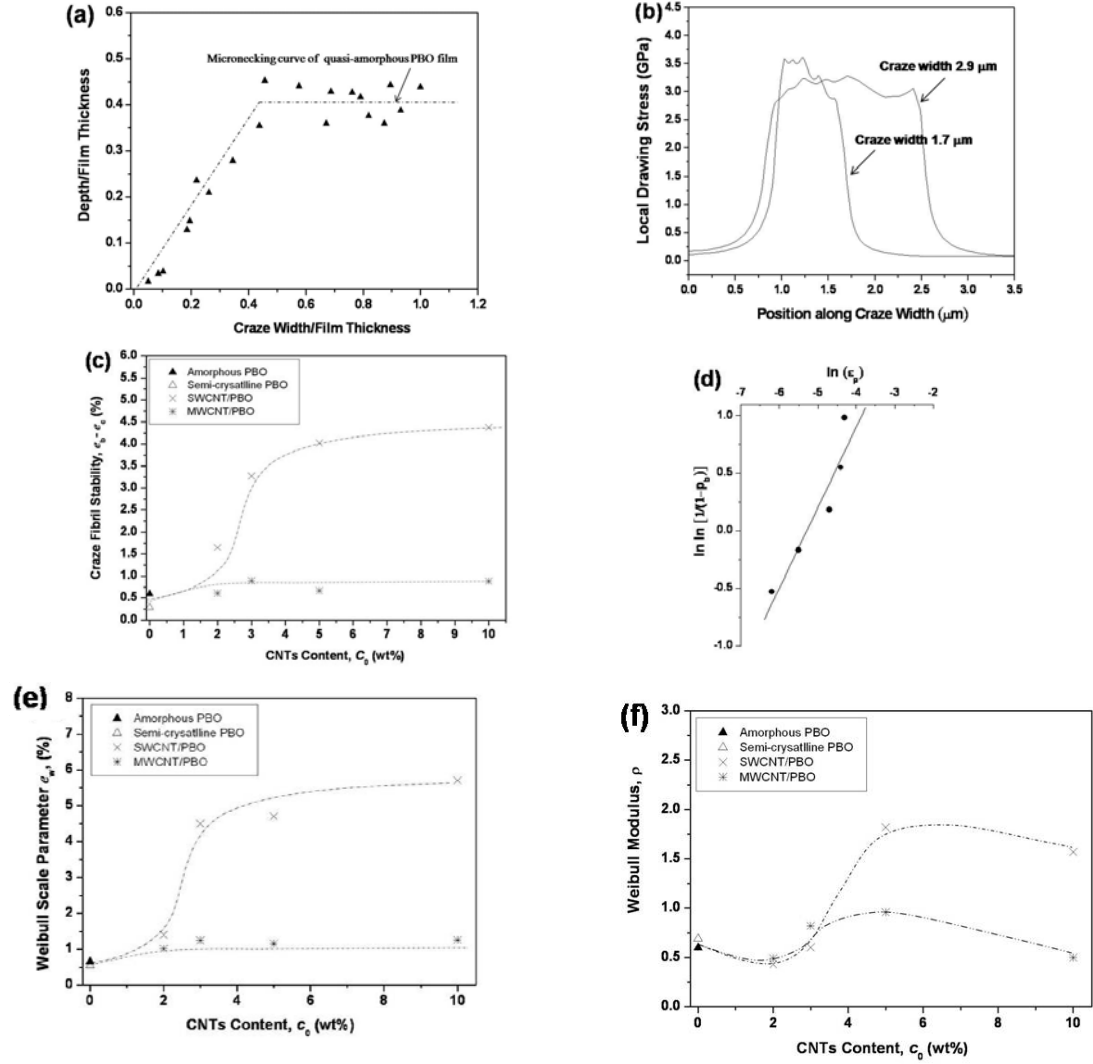 (a)
0.6
0.5
0.4
0.3
0.2
0.1
0.0
Depth/Film Thickness
Micronecking curve of quasi-amorphous PBO film
0.0 0.2 0.4 0.6 0.8 1.0 1.2
Craze Width/Film Thickness
(b)
4.5
4.0
3.5
3.0
2.5
2.0
1.5
1.0
0.5
0.0
Local Drawing Stress (GPa)
Craze width 2.9 μm
Craze width 1.7 μm
0.0 0.5 1.0 1.5 2.0 2.5 3.0 3.5
Position along Craze Width (μm)
(c)
6.0
5.5
5.0
4.5
4.0
3.5
3.0
2.5
2.0
1.5
1.0
0.5
0.0
Craze Fibril Stability, e_b - e_c (%)
Amorphous PBO
Semi-crysatlline PBO
SWCNT/PBO
MWCNT/PBO
0 1 2 3 4 5 6 7 8 9 10
CNTs Content, C_0 (wt%)
(d)
ln (ε_p)
-7 -6 -5 -4 -3 -2
1.0
0.5
0.0
-0.5
-1.0
ln ln [1/(1-p_b)]
(e)
8
7
6
5
4
3
2
1
0
Weibull Scale Parameter e_w, (%)
Amorphous PBO
Semi-crysatlline PBO
SWCNT/PBO
MWCNT/PBO
0 2 4 6 8 10
CNTs Content, c_0 (wt%)
(f)
3.0
2.5
2.0
1.5
1.0
0.5
0.0
Weibull Modulus, ρ
Amorphous PBO
Semi-crysatlline PBO
SWCNT/PBO
MWCNT/PBO
0 2 4 6 8 10
CNTs Content, c_0 (wt%)